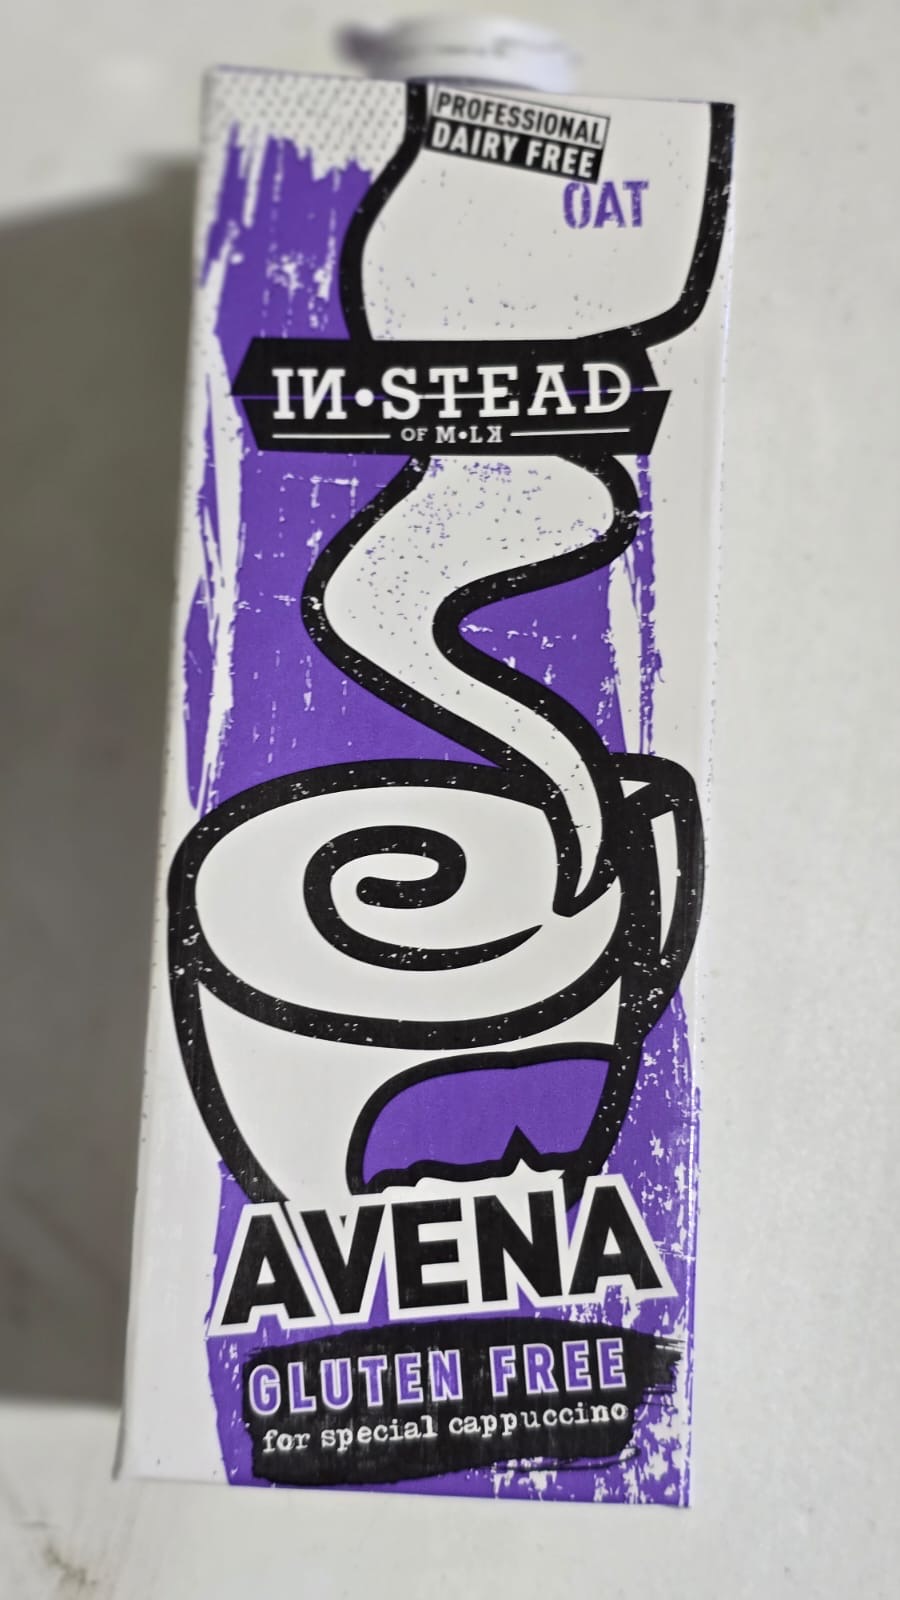 PROFESSIONAL
DAIRY FREE
OAT
IN•STEAD
OF M•LK
AVENA
GLUTEN FREE
for special cappuccino